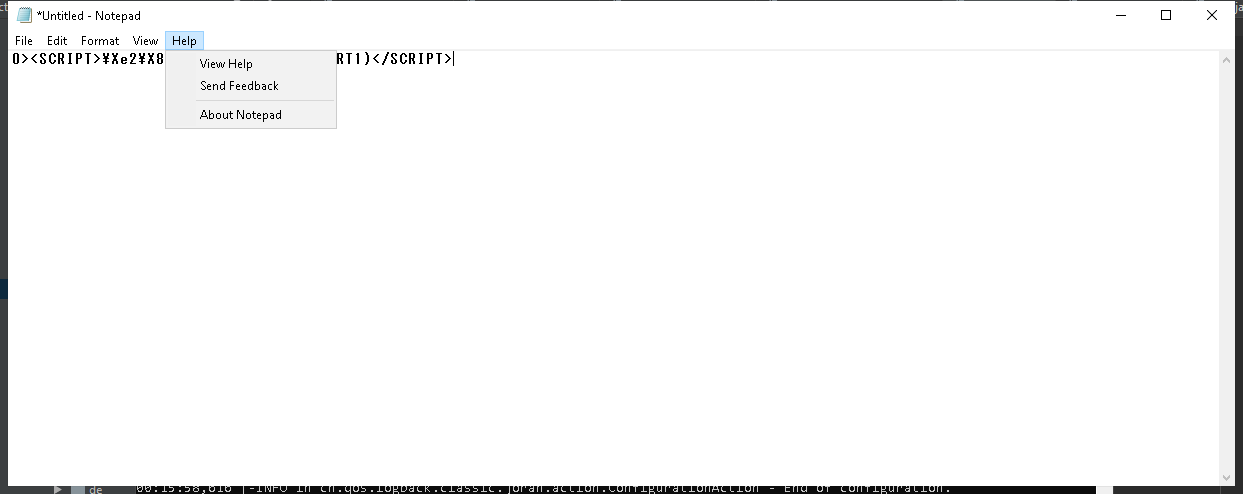 *Untitled - Notepad
File Edit Format View Help
0><SCRIPT>¥Xe2¥X8 RT1)</SCRIPT>
View Help
Send Feedback
About Notepad
de 00:15:58,616 |-INFO in ch.qos.logback.classic.joran.action.ConfigurationAction - End of configuration.